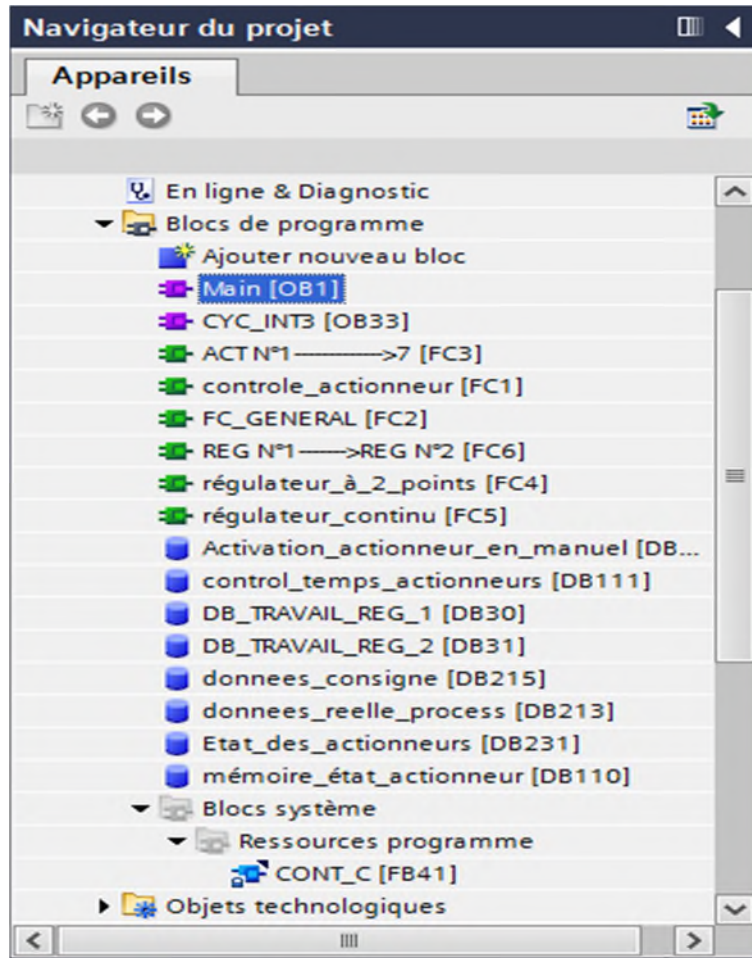 Navigateur du projet
Appareils
En ligne & Diagnostic
Blocs de programme
Ajouter nouveau bloc
Main [OB1]
CYC_INT3 [OB33]
ACT N°1------------>7 [FC3]
controle_actionneur [FC1]
FC_GENERAL [FC2]
REG N°1------>REG N°2 [FC6]
régulateur_à_2_points [FC4]
régulateur_continu [FC5]
Activation_actionneur_en_manuel [DB...
control_temps_actionneurs [DB111]
DB_TRAVAIL_REG_1 [DB30]
DB_TRAVAIL_REG_2 [DB31]
donnees_consigne [DB215]
donnees_reelle_process [DB213]
Etat_des_actionneurs [DB231]
mémoire_état_actionneur [DB110]
Blocs système
Ressources programme
CONT_C [FB41]
Objets technologiques